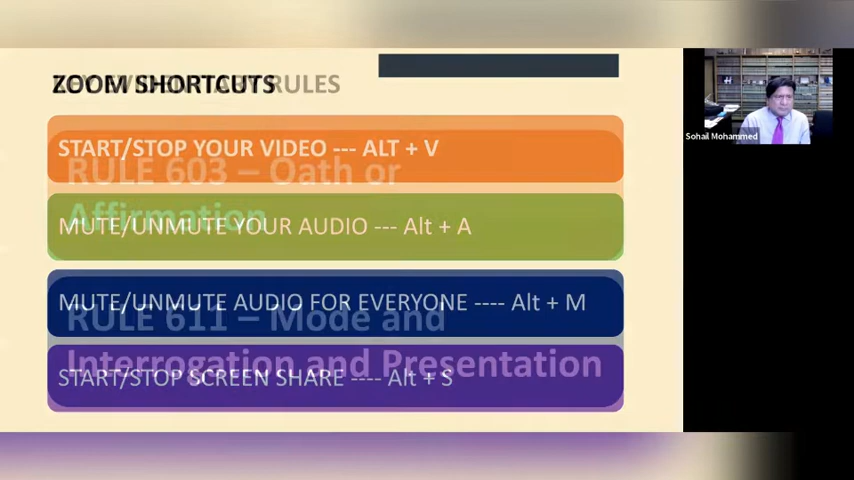 ZOOM SHORTCUTS
RULES
START/STOP YOUR VIDEO --- ALT + V
RULE 603 – Oath or
Affirmation
MUTE/UNMUTE YOUR AUDIO --- Alt + A
MUTE/UNMUTE AUDIO FOR EVERYONE ---- Alt + M
RULE 611 – Mode and
Interrogation and Presentation
START/STOP SCREEN SHARE ---- Alt + S
Sohail Mohammed